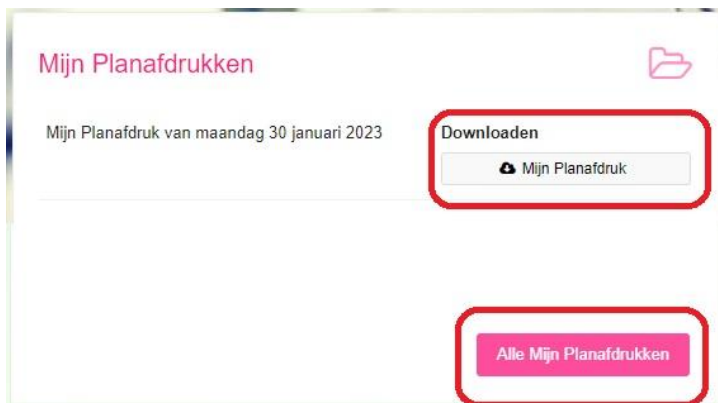 Mijn Planafdrukken
Mijn Planafdruk van maandag 30 januari 2023
Downloaden
Mijn Planafdruk
Alle Mijn Planafdrukken